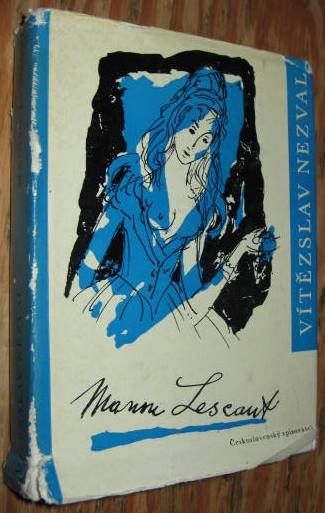 VÍTĚZSLAV NEZVAL
Manon Lescaut
Československý spisovatel